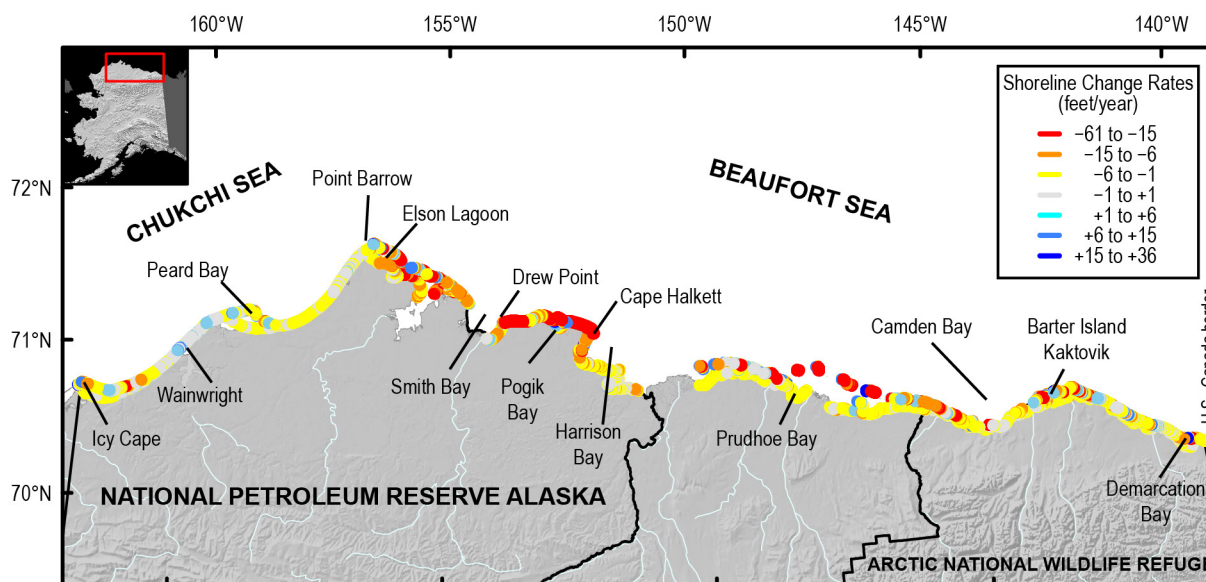 160°W
155°W
150°W
145°W
140°W
72°N
71°N
70°N
Shoreline Change Rates
(feet/year)
−61 to −15
−15 to −6
−6 to −1
−1 to +1
+1 to +6
+6 to +15
+15 to +36
CHUKCHI SEA
BEAUFORT SEA
Point Barrow
Elson Lagoon
Peard Bay
Drew Point
Cape Halkett
Camden Bay
Barter Island
Kaktovik
Wainwright
Smith Bay
Pogik
Bay
Icy Cape
Harrison
Bay
Prudhoe Bay
Demarcation
Bay
NATIONAL PETROLEUM RESERVE ALASKA
ARCTIC NATIONAL WILDLIFE